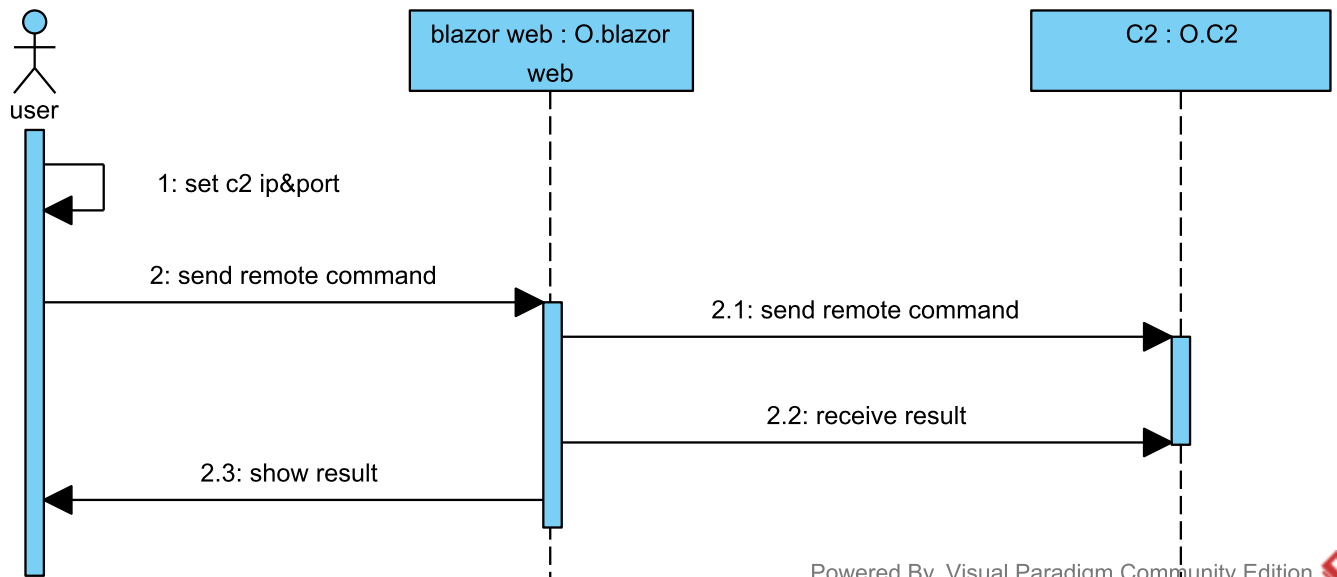 blazor web : O.blazor
web
C2 : O.C2
user
1: set c2 ip&port
2: send remote command
2.1: send remote command
2.2: receive result
2.3: show result
Powered By Visual Paradigm Community Edition